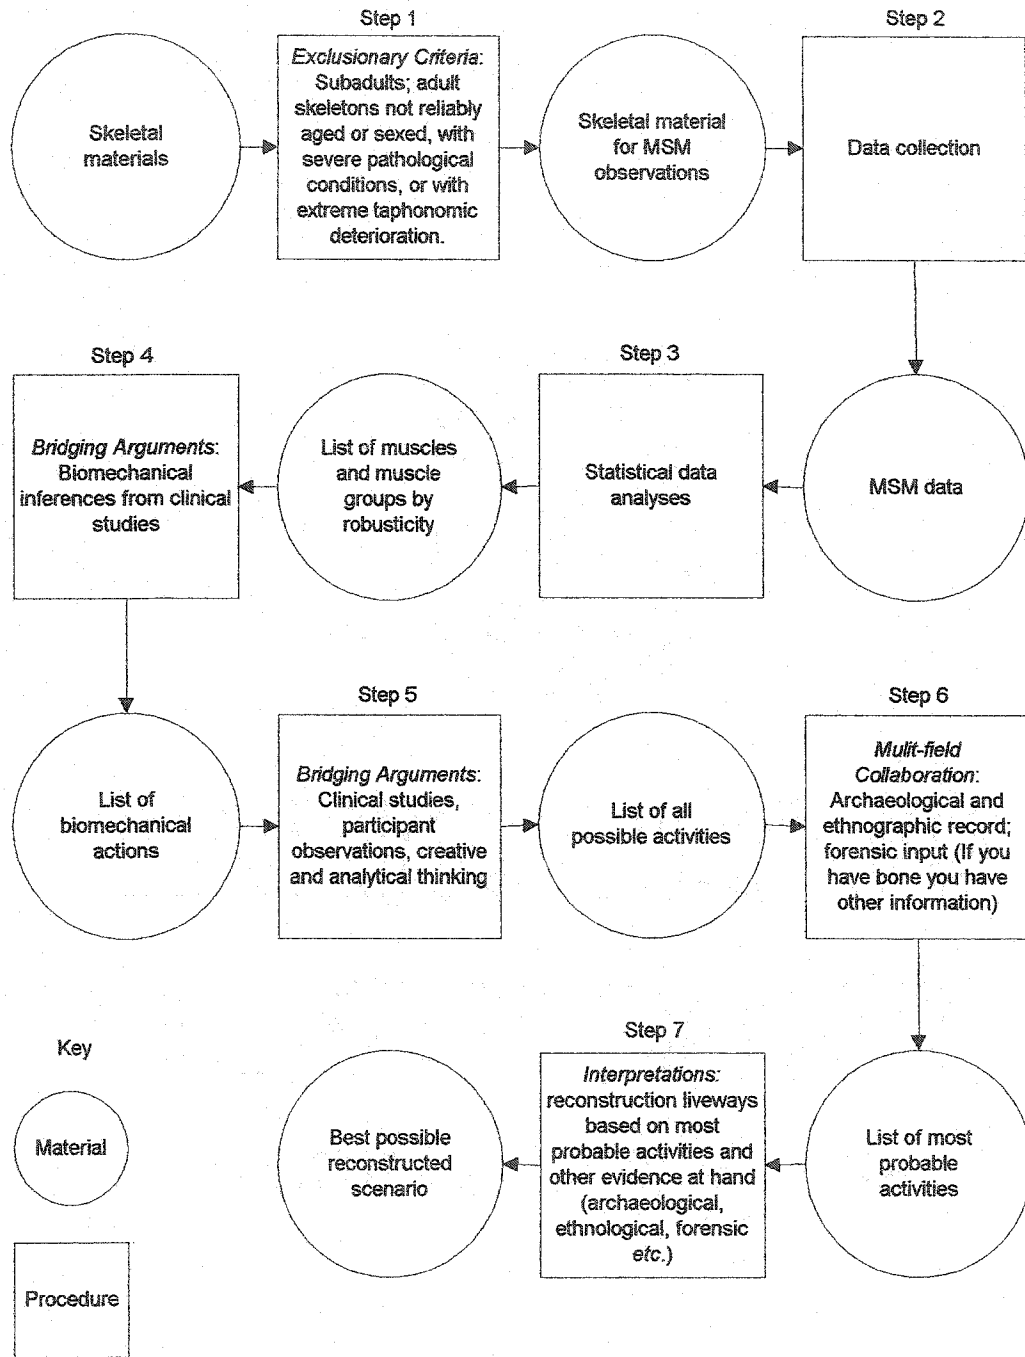 Step 1
Step 2
Skeletal
materials
Exclusionary Criteria:
Subadults; adult
skeletons not reliably
aged or sexed, with
severe pathological
conditions, or with
extreme taphonomic
deterioration.
Skeletal material
for MSM
observations
Data collection
Step 4
Step 3
Bridging Arguments:
Biomechanical
inferences from clinical
studies
List of muscles
and muscle
groups by
robusticity
Statistical data
analyses
MSM data
Step 5
Step 6
List of
biomechanical
actions
Bridging Arguments:
Clinical studies,
participant
observations, creative
and analytical thinking
List of all
possible activities
Mulit-field
Collaboration:
Archaeological and
ethnographic record;
forensic input (If you
have bone you have
other information)
Step 7
Key
Material
Procedure
Best possible
reconstructed
scenario
Interpretations:
reconstruction liveways
based on most
probable activities and
other evidence at hand
(archaeological,
ethnological, forensic
etc.)
List of most
probable
activities